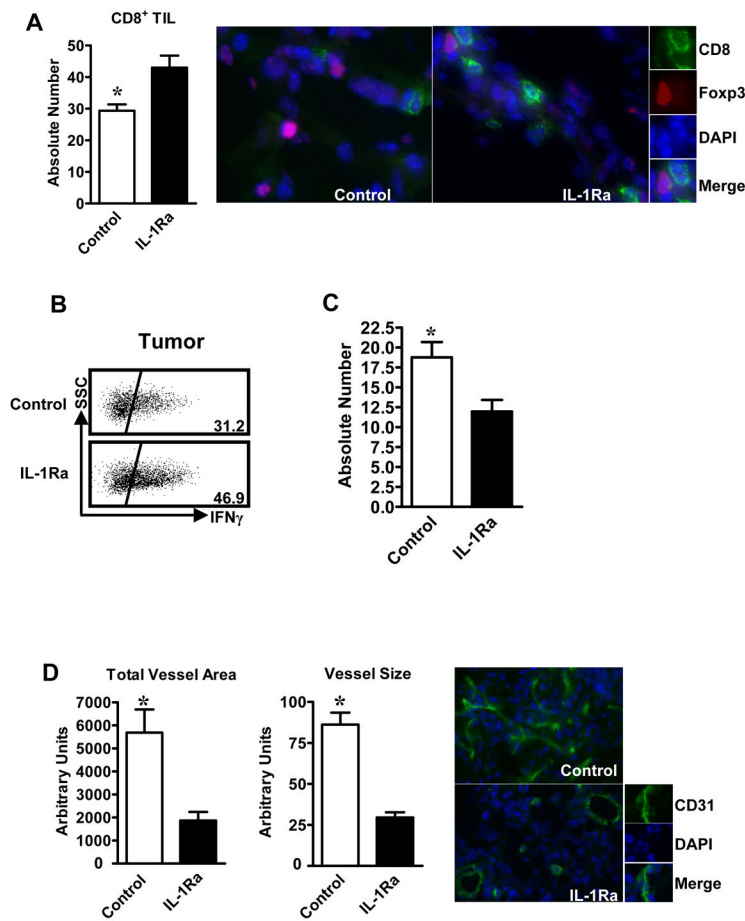 A
CD8+ TIL
Absolute Number
50
40
30
20
10
0
*
Control
IL-1Ra
Control
IL-1Ra
CD8
Foxp3
DAPI
Merge
B
Tumor
SSC
Control
31.2
IL-1Ra
46.9
IFNγ
C
Absolute Number
22.5
20.0
17.5
15.0
12.5
10.0
7.5
5.0
2.5
0.0
*
Control
IL-1Ra
D
Total Vessel Area
Arbitrary Units
7000
6000
5000
4000
3000
2000
1000
0
*
Control
IL-1Ra
Vessel Size
Arbitrary Units
100
75
50
25
0
*
Control
IL-1Ra
Control
IL-1Ra
CD31
DAPI
Merge